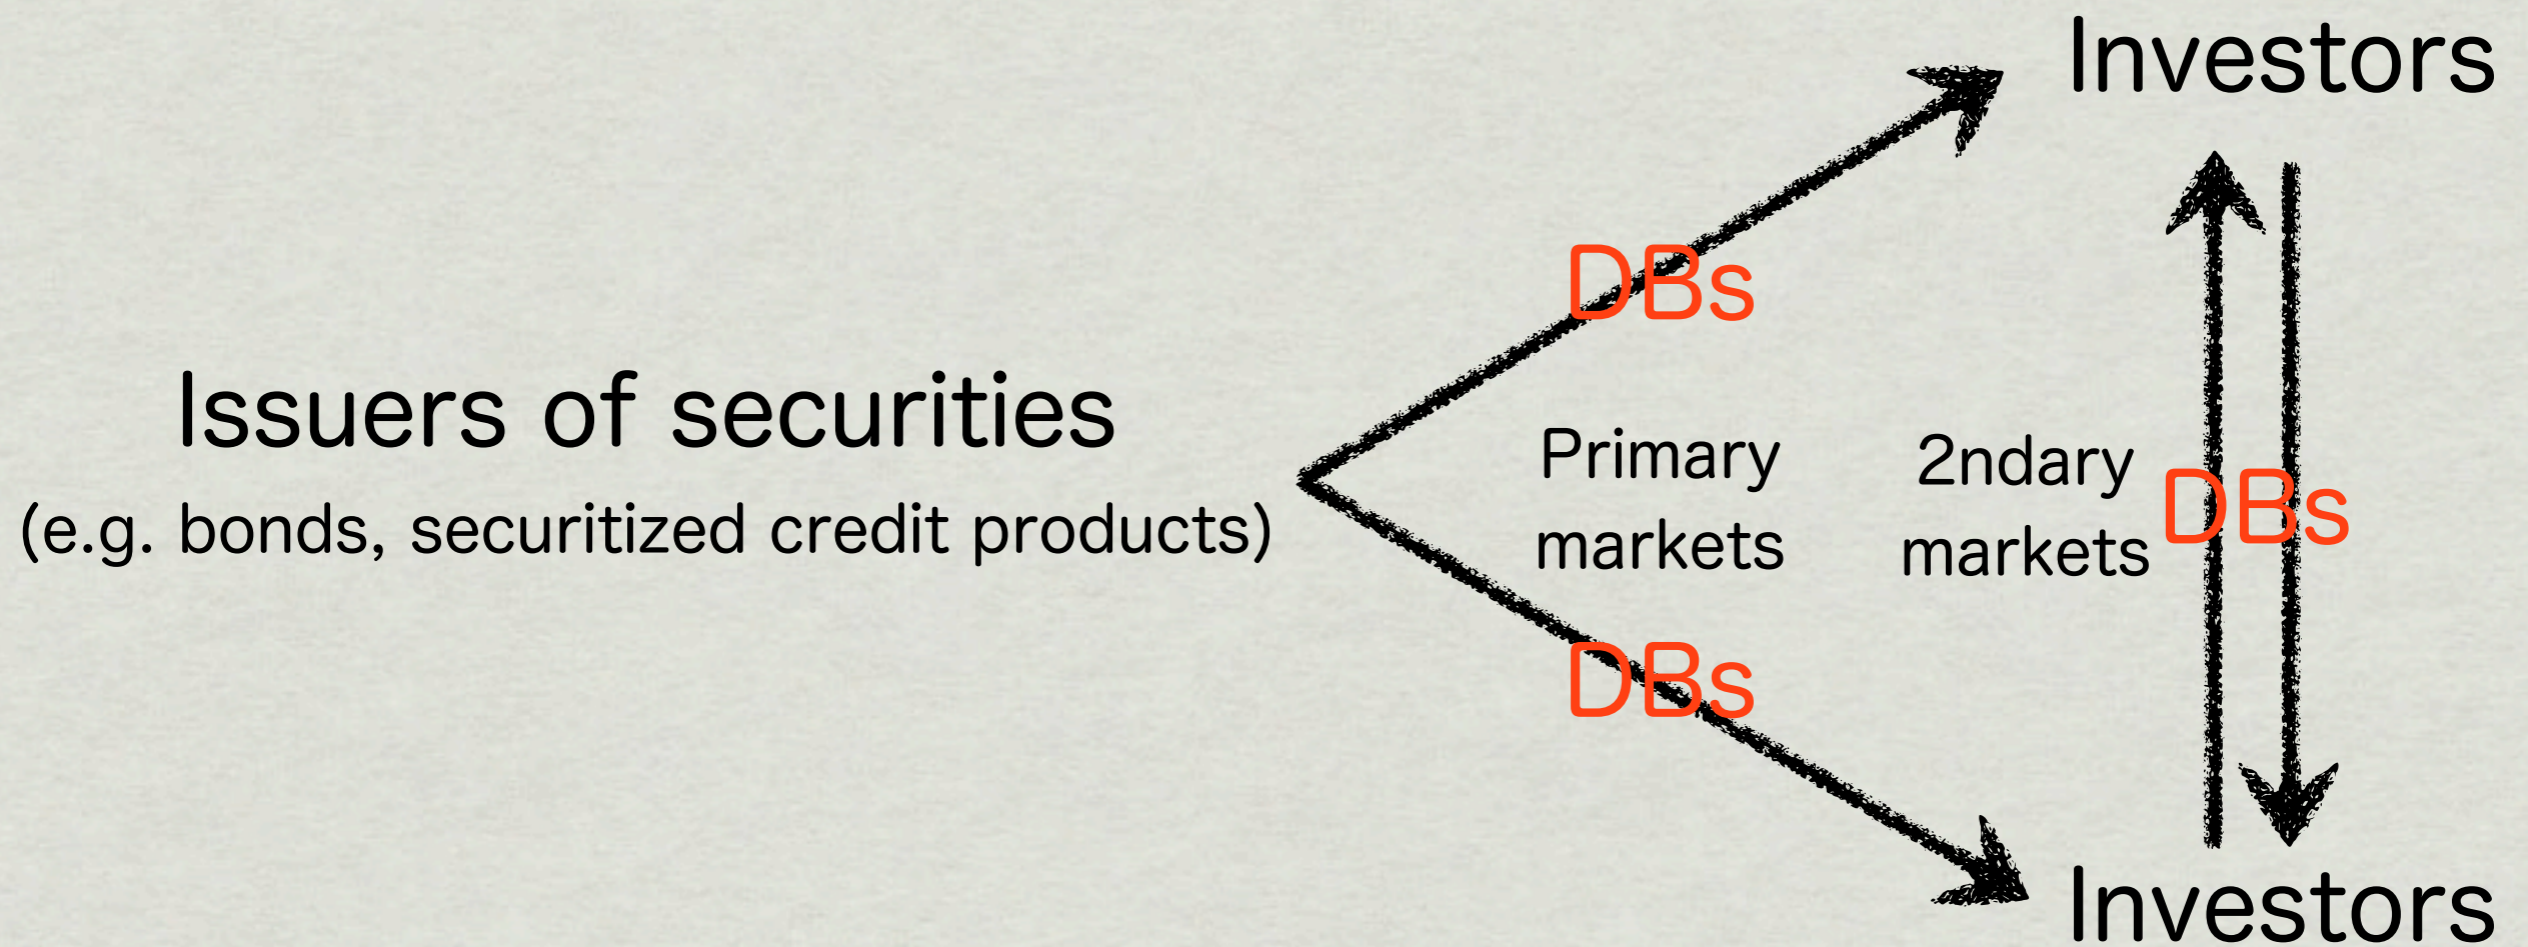 Investors
DBs
Issuers of securities
(e.g. bonds, securitized credit products)
Primary
markets
2ndary
markets
DBs
DBs
Investors